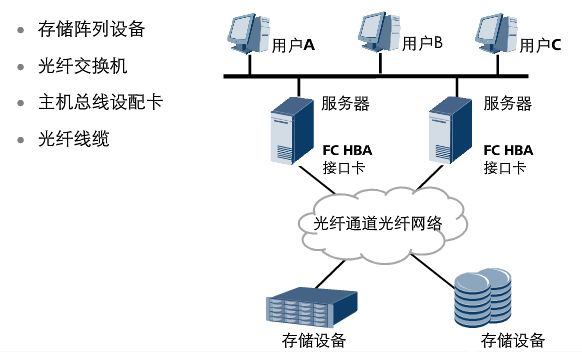 存储阵列设备
光纤交换机
主机总线设配卡
光纤线缆
用户A
用户B
用户C
服务器
服务器
FC HBA
接口卡
FC HBA
接口卡
光纤通道光纤网络
存储设备
存储设备